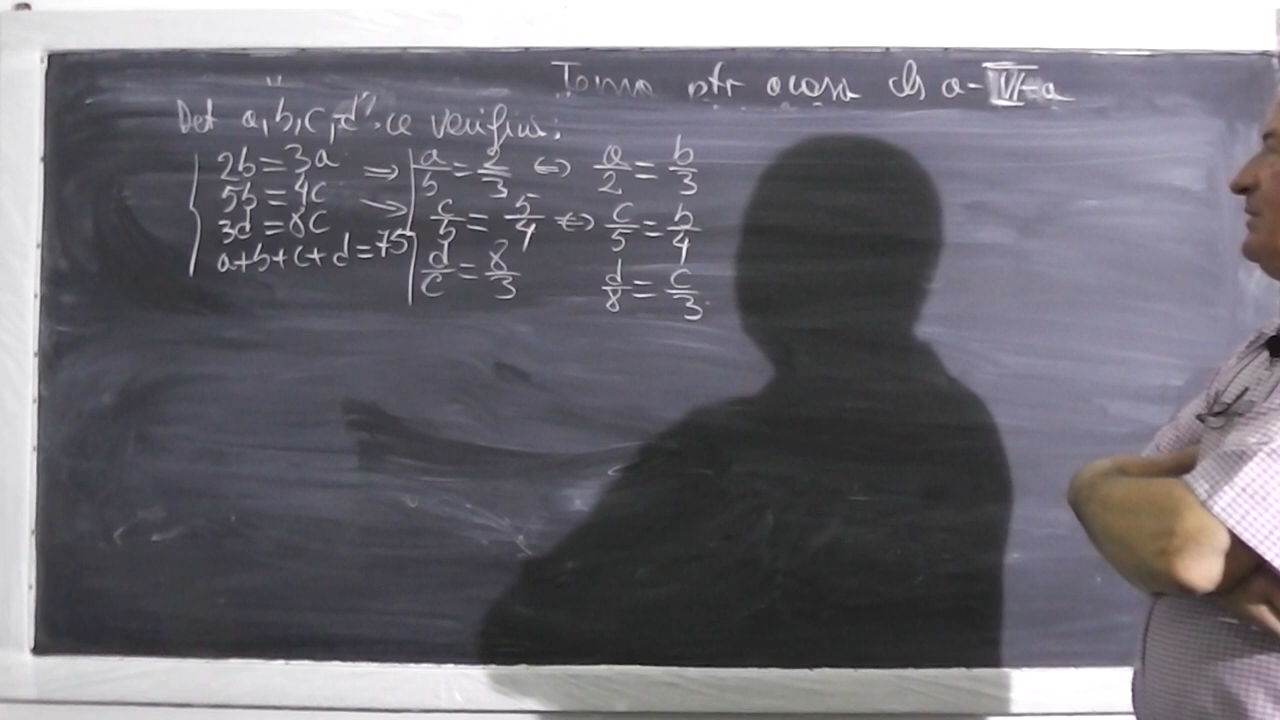 Tema ptr acasa cls a-VI-a
Det a,b,c,d ce verifică:
2b=3a ⇒ a/b = 2/3 ⇔ a/2 = b/3
5b=4c ⇒ c/b = 5/4 ⇔ c/5 = b/4
3d=8c d/c = 8/3 d/8 = c/3
a+b+c+d=75